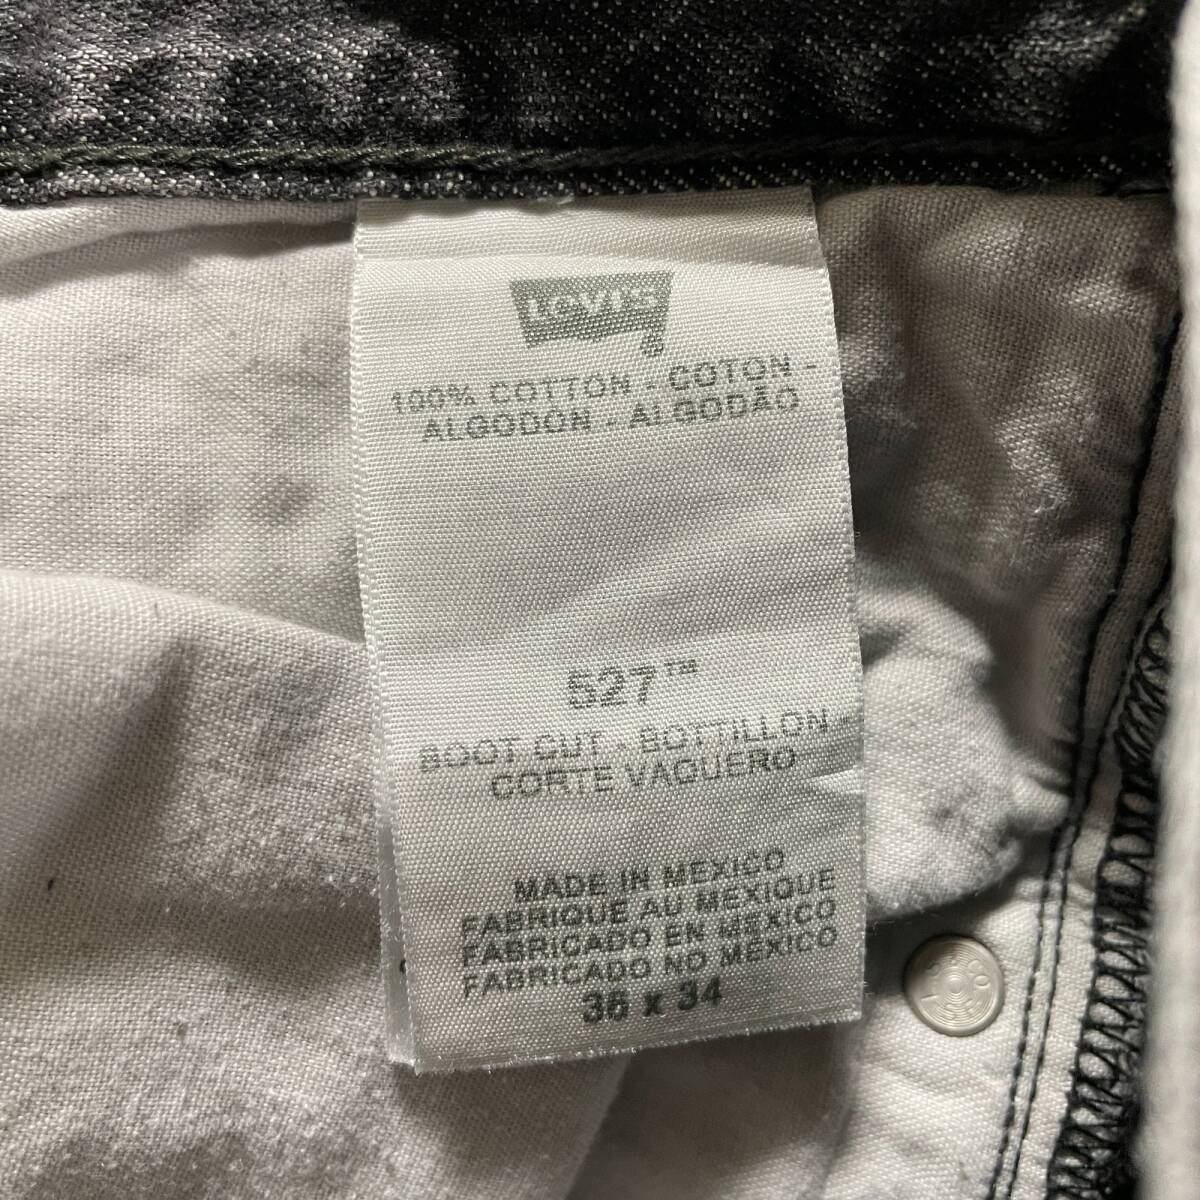 Levi's
®
100% COTTON - COTON -
ALGODON - ALGODÃO
527™
BOOT CUT - BOTTILLON -
CORTE VAQUERO
MADE IN MEXICO
FABRIQUE AU MEXIQUE
FABRICADO EN MEXICO
FABRICADO NO MÉXICO
36 x 34